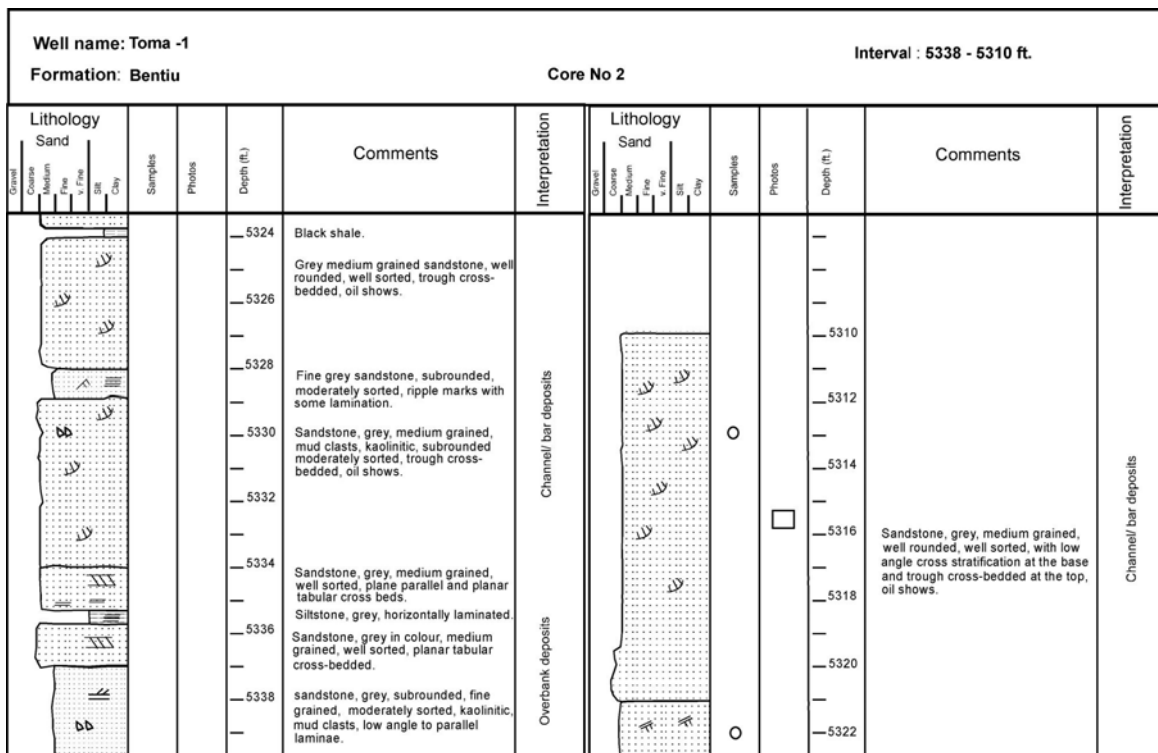 Well name: Toma -1
Interval : 5338 - 5310 ft.
Formation: Bentiu
Core No 2
Lithology
Sand
Gravel
Coarse
Medium
Fine
v. Fine
Silt
Clay
Samples
Photos
Depth (ft.)
Comments
Interpretation
5324
Black shale.
Grey medium grained sandstone, well
rounded, well sorted, trough cross-
bedded, oil shows.
5326
5328
Fine grey sandstone, subrounded,
moderately sorted, ripple marks with
some lamination.
5330
Sandstone, grey, medium grained,
mud clasts, kaolinitic, subrounded
moderately sorted, trough cross-
bedded, oil shows.
5332
5334
Sandstone, grey, medium grained,
well sorted, plane parallel and planar
tabular cross beds.
Siltstone, grey, horizontally laminated.
5336
Sandstone, grey in colour, medium
grained, well sorted, planar tabular
cross-bedded.
5338
sandstone, grey, subrounded, fine
grained, moderately sorted, kaolinitic,
mud clasts, low angle to parallel
laminae.
Channel/ bar deposits
Overbank deposits
Lithology
Sand
Gravel
Coarse
Medium
Fine
v. Fine
Silt
Clay
Samples
Photos
Depth (ft.)
Comments
Interpretation
5310
5312
5314
5316
5318
5320
5322
Sandstone, grey, medium grained,
well rounded, well sorted, with low
angle cross stratification at the base
and trough cross-bedded at the top,
oil shows.
Channel/ bar deposits